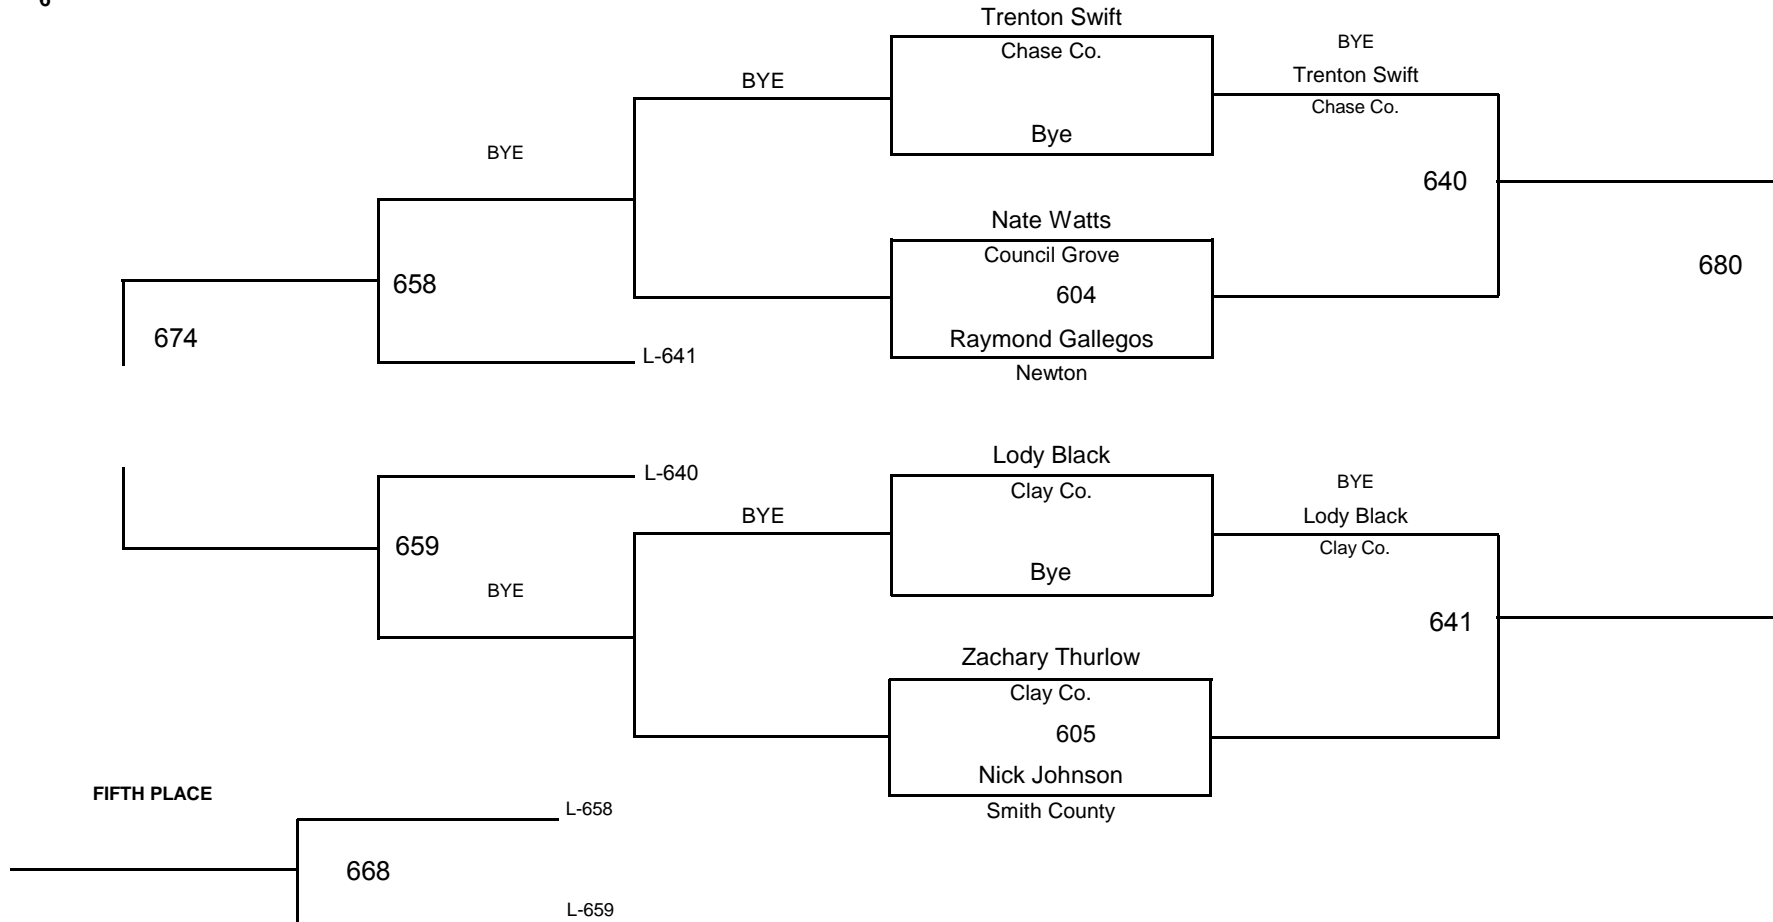 6
Trenton Swift
Chase Co.
BYE
BYE
Trenton Swift
Chase Co.
Bye
BYE
640
Nate Watts
Council Grove
604
658
680
Raymond Gallegos
Newton
674
L-641
Lody Black
Clay Co.
L-640
BYE
BYE
Lody Black
Clay Co.
659
Bye
BYE
641
Zachary Thurlow
Clay Co.
605
Nick Johnson
Smith County
FIFTH PLACE
L-658
668
L-659